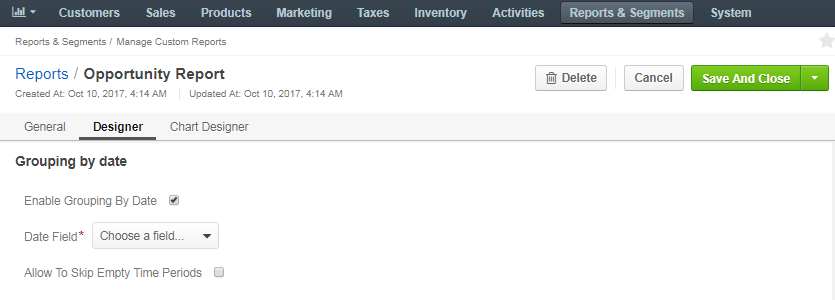 Customers Sales Products Marketing Taxes Inventory Activities Reports & Segments System
Reports & Segments / Manage Custom Reports
Reports / Opportunity Report
Delete Cancel Save And Close
Created At: Oct 10, 2017, 4:14 AM Updated At: Oct 10, 2017, 4:14 AM
General Designer Chart Designer
Grouping by date
Enable Grouping By Date
Date Field* Choose a field...
Allow To Skip Empty Time Periods